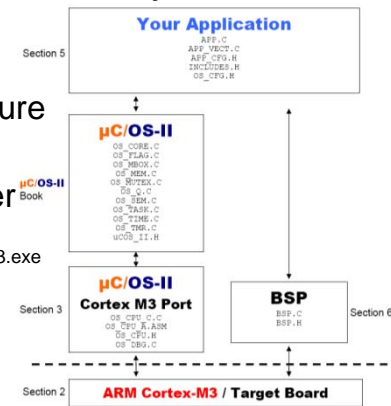 Your Application
Section 5
APP.C
APP_VECT.C
APP_CFG.H
INCLUDES.H
OS_CFG.H
ure
µC/OS-II
OS_CORE.C
OS_FLAG.C
OS_MBOX.C
OS_MEM.C
OS_MUTEX.C
OS_Q.C
OS_SEM.C
OS_TASK.C
OS_TIME.C
OS_TMR.C
uCOS_II.H
er
µC/OS-II
Book
3.exe
µC/OS-II
Cortex M3 Port
Section 3
OS_CPU_C.C
OS_CPU_A.ASM
OS_CPU.H
OS_DBG.C
BSP
BSP.C
BSP.H
Section 6
Section 2
ARM Cortex-M3 / Target Board